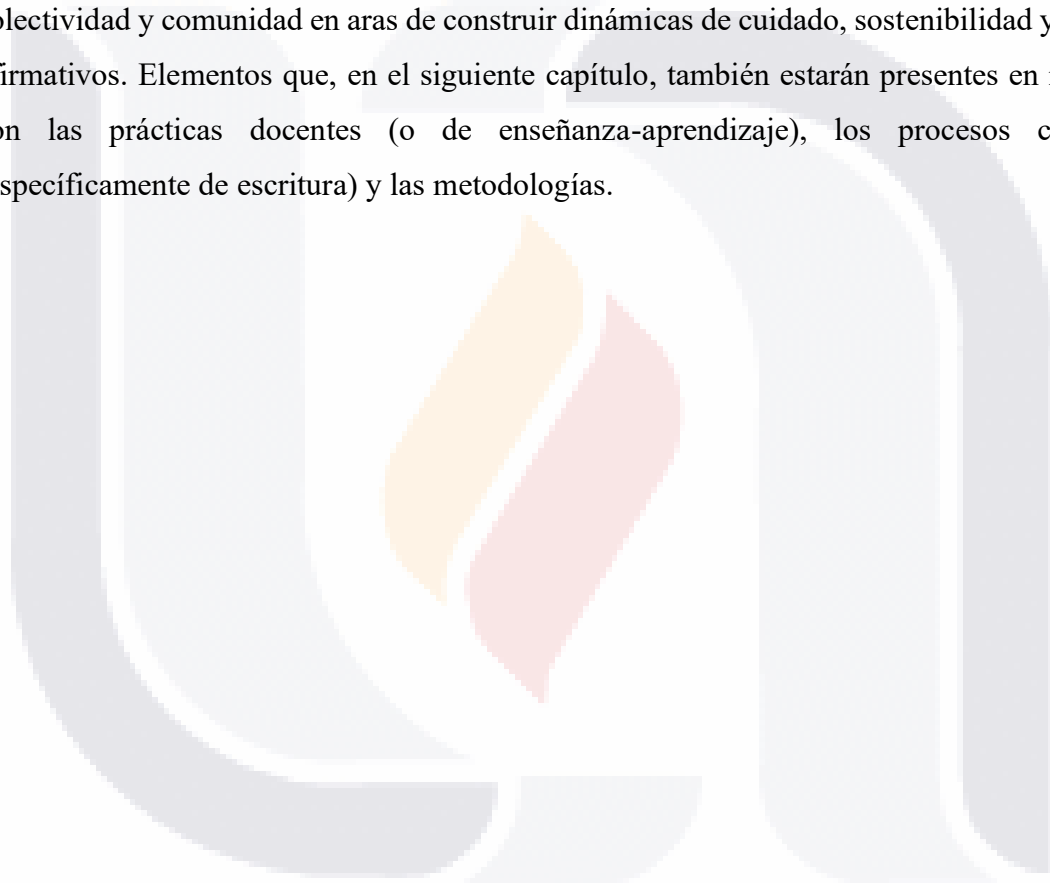 olectividad y comunidad en aras de construir dinámicas de cuidado, sostenibilidad y
firmativos. Elementos que, en el siguiente capítulo, también estarán presentes en
on las prácticas docentes (o de enseñanza-aprendizaje), los procesos c
specíficamente de escritura) y las metodologías.